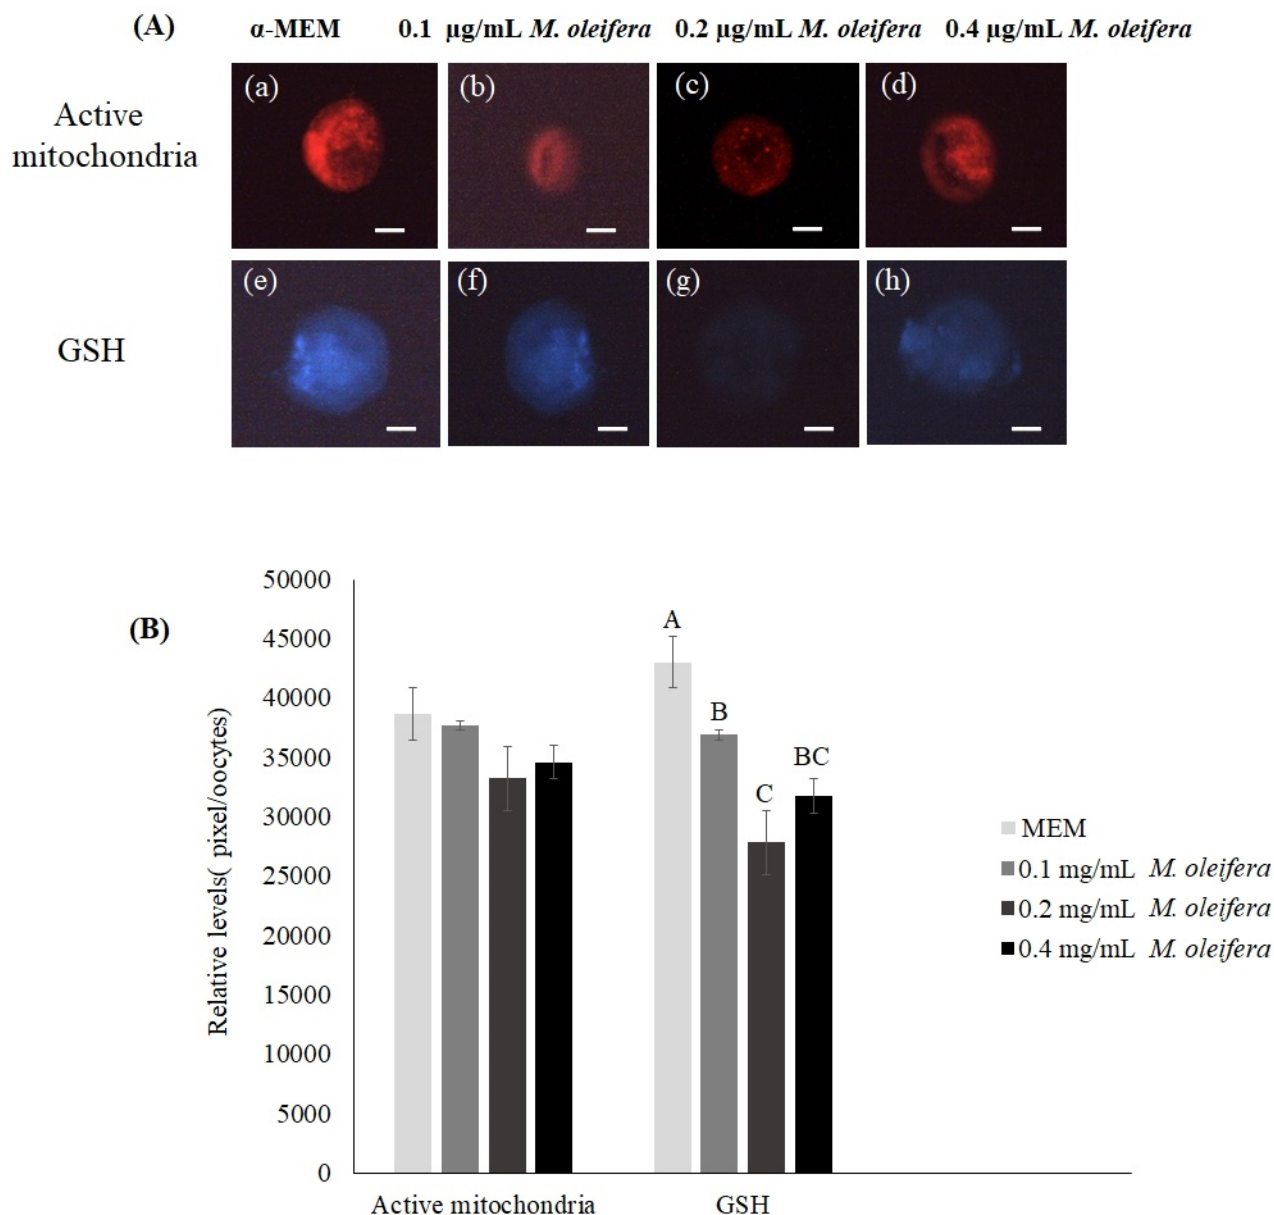 (A) α-MEM 0.1 µg/mL M. oleifera 0.2 µg/mL M. oleifera 0.4 µg/mL M. oleifera
Active
mitochondria
(a) (b) (c) (d)
GSH
(e) (f) (g) (h)
(B)
Relative levels( pixel/oocytes)
50000
45000
40000
35000
30000
25000
20000
15000
10000
5000
0
A
B
C
BC
Active mitochondria GSH
MEM
0.1 mg/mL M. oleifera
0.2 mg/mL M. oleifera
0.4 mg/mL M. oleifera